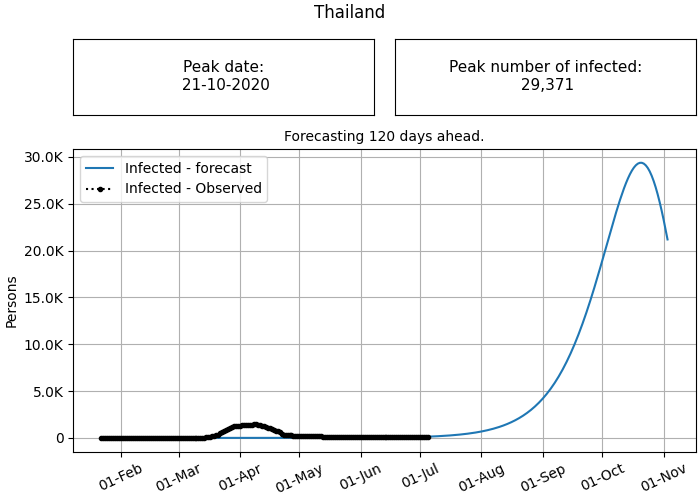 Thailand
Peak date:
21-10-2020
Peak number of infected:
29,371
Forecasting 120 days ahead.
Infected - forecast
Infected - Observed
30.0K
25.0K
20.0K
15.0K
10.0K
5.0K
0
Persons
01-Feb
01-Mar
01-Apr
01-May
01-Jun
01-Jul
01-Aug
01-Sep
01-Oct
01-Nov